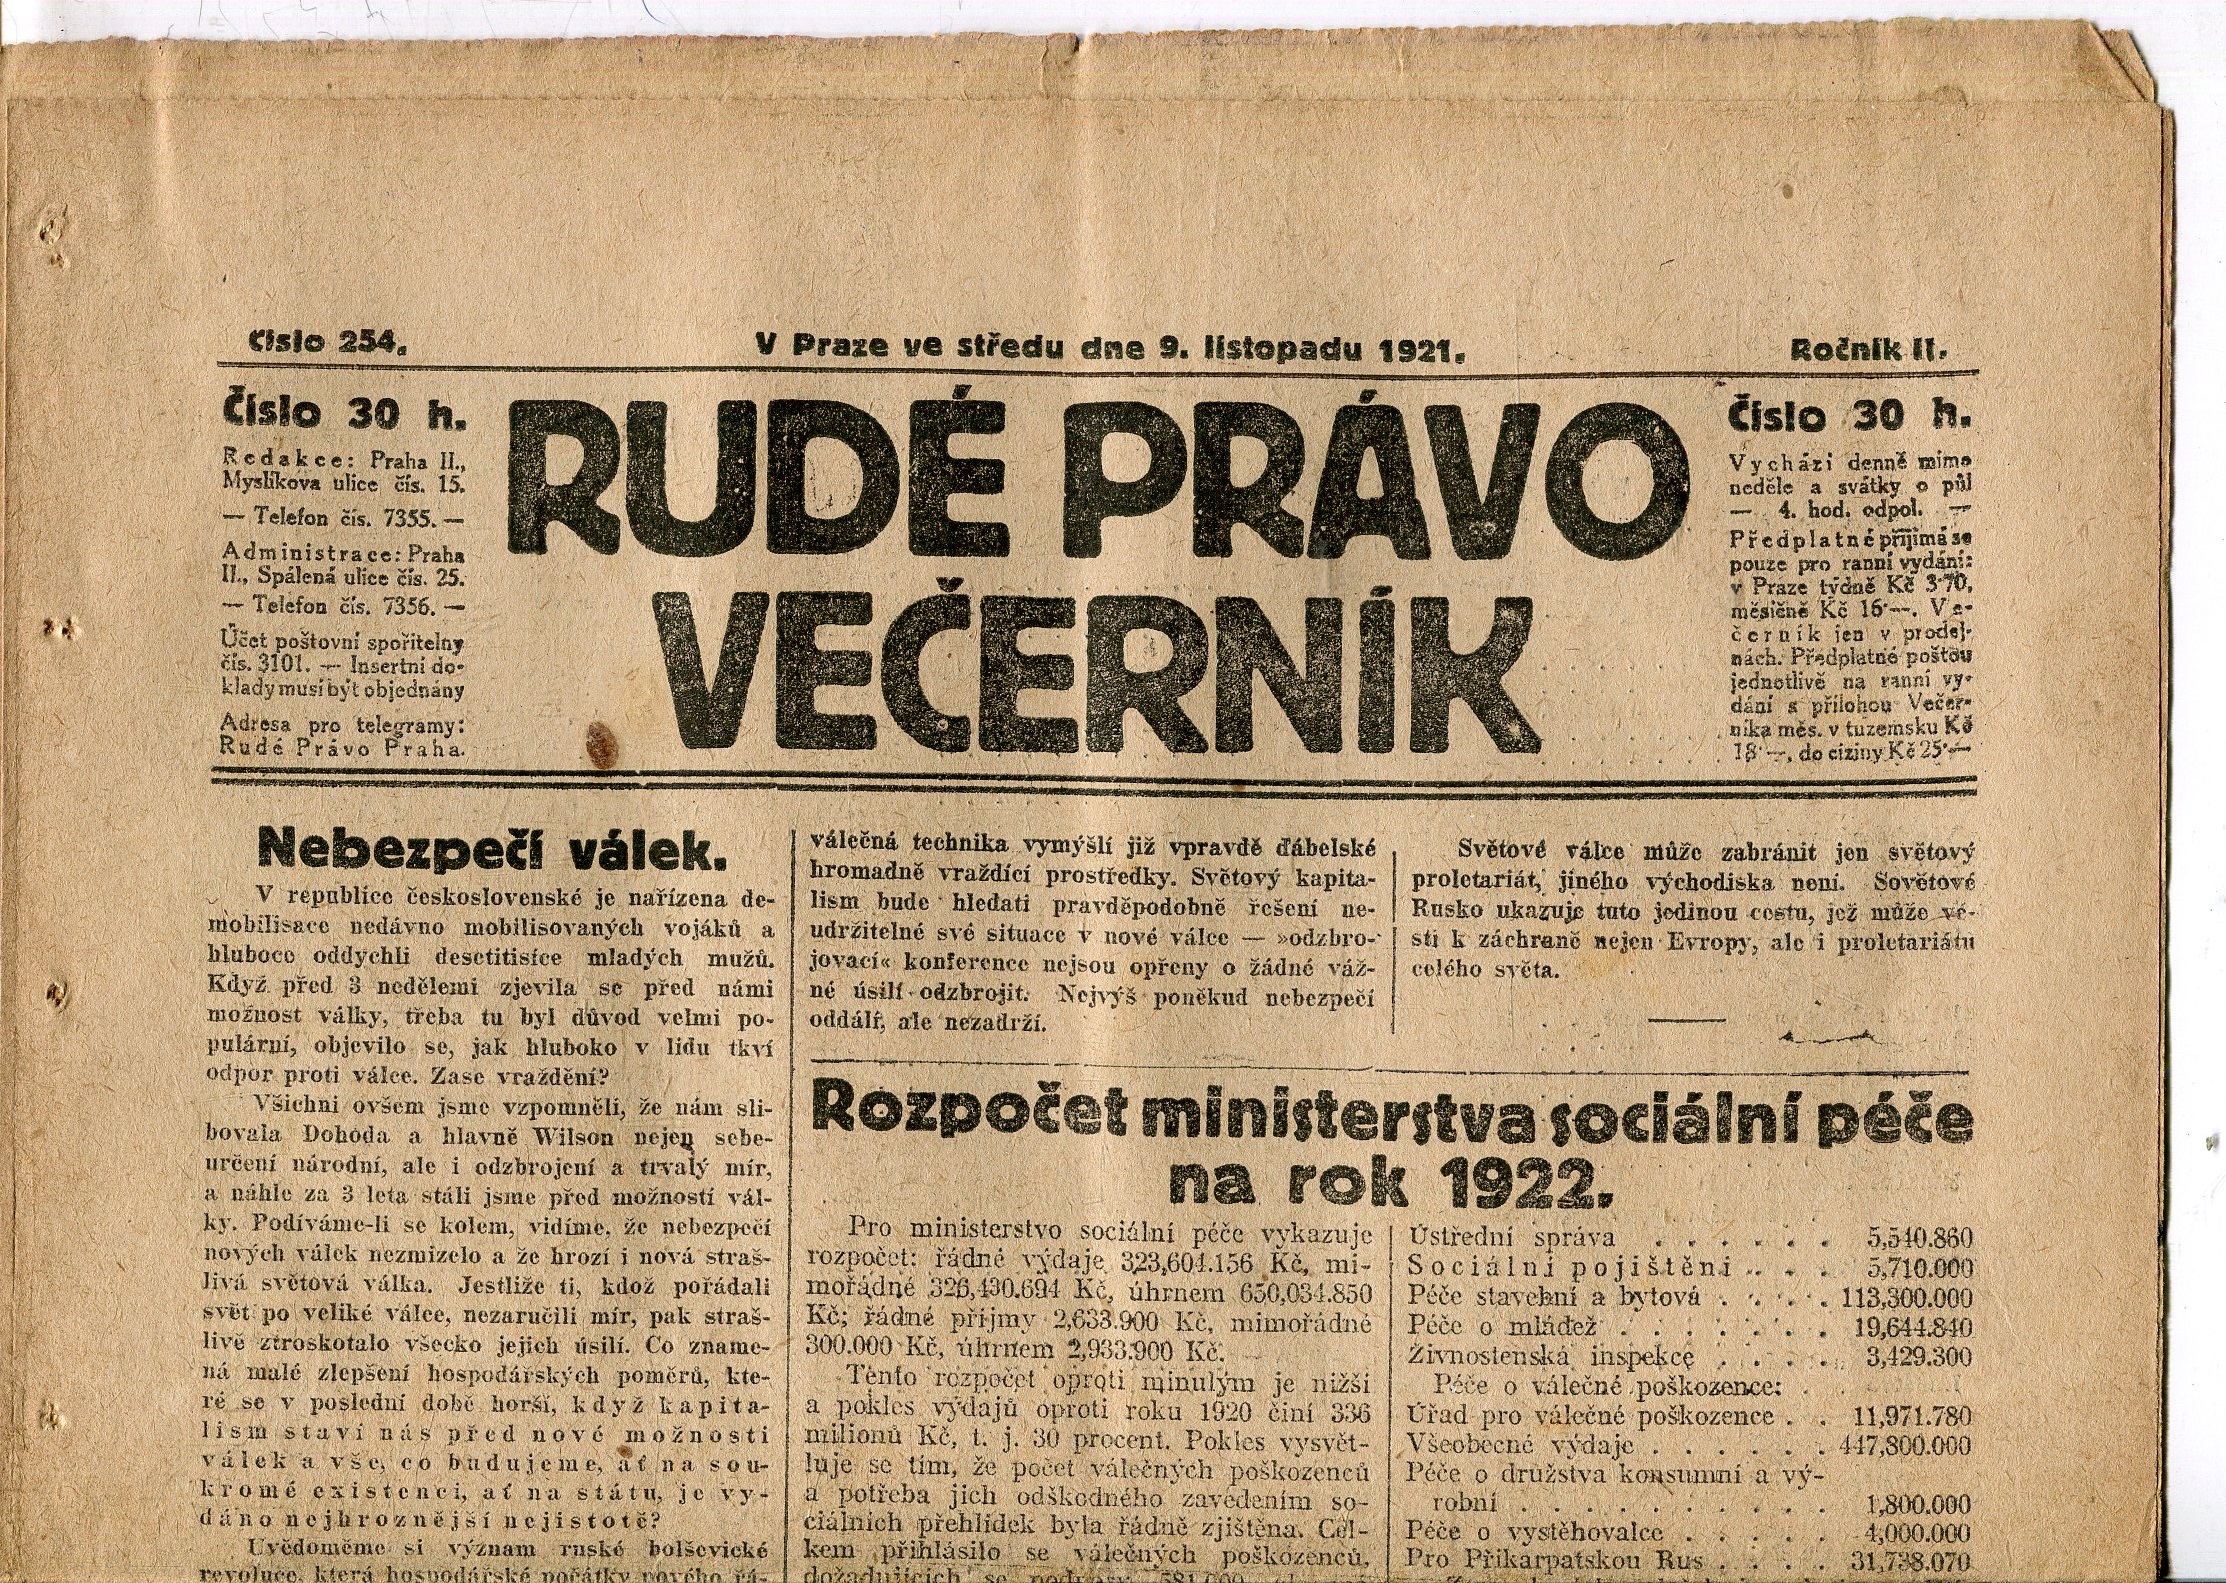 Číslo 254.
V Praze ve středu dne 9. listopadu 1921.
Ročník II.
Číslo 30 h.
Redakce: Praha II.,
Myslíkova ulice čís. 15.
— Telefon čís. 7355. —
Administrace: Praha
II., Spálená ulice čís. 25.
— Telefon čís. 7356. —
Účet poštovní spořitelny
čís. 3101. — Insertní do-
klady musí být objednány
Adresa pro telegramy:
Rudé Právo Praha.
RUDÉ PRÁVO
VEČERNÍK
Číslo 30 h.
Vychází denně mimo
neděle a svátky o půl
— 4. hod. odpol. —
Předplatné přijímá se
pouze pro ranní vydání:
v Praze týdně Kč 3·70,
měsíčně Kč 16·—. Ve-
černík jen v prodej-
nách. Předplatné poštou
jednotlivě na ranní vy-
dání s přílohou Večer-
níka měs. v tuzemsku Kč
18·—, do ciziny Kč 25·—
Nebezpečí válek.
V republice československé je nařízena de-
mobilisace nedávno mobilisovaných vojáků a
hluboce oddychli desetitisíce mladých mužů.
Když před 3 nedělemi zjevila se před námi
možnost války, třeba tu byl důvod velmi po-
pulární, objevilo se, jak hluboko v lidu tkví
odpor proti válce. Zase vraždění?
Všichni ovšem jsme vzpomněli, že nám sli-
bovala Dohoda a hlavně Wilson nejen sebe-
určení národní, ale i odzbrojení a trvalý mír,
a náhle za 3 leta stáli jsme před možností vál-
ky. Podíváme-li se kolem, vidíme, že nebezpečí
nových válek nezmizelo a že hrozí i nová straš-
livá světová válka. Jestliže ti, kdož pořádali
svět po veliké válce, nezaručili mír, pak straš-
livě ztroskotalo všecko jejich úsilí. Co zname-
ná malé zlepšení hospodářských poměrů, kte-
ré se v poslední době horší, když kapita-
lism staví nás před nové možnosti
válek a vše, co budujeme, ať na sou-
kromé existenci, ať na státu, je vy-
dáno nejhroznější nejistotě?
Uvědoměme si význam ruské bolševické
revoluce, která hospodářské počátky nového řá-
válečná technika vymýšlí již vpravdě ďábelské
hromadně vraždící prostředky. Světový kapita-
lism bude hledati pravděpodobně řešení ne-
udržitelné své situace v nové válce — »odzbro-
jovací« konference nejsou opřeny o žádné váž-
né úsilí odzbrojit. Nejvýš poněkud nebezpečí
oddálí, ale nezadrží.
Světové válce může zabránit jen světový
proletariát, jiného východiska není. Sovětové
Rusko ukazuje tuto jedinou cestu, jež může vé-
sti k záchraně nejen Evropy, ale i proletariátu
celého světa.
Rozpočet ministerstva sociální péče
na rok 1922.
Pro ministerstvo sociální péče vykazuje
rozpočet: řádné výdaje 323,604.156 Kč, mi-
mořádné 326,430.694 Kč, úhrnem 650,034.850
Kč; řádné příjmy 2,633.900 Kč, mimořádné
300.000 Kč, úhrnem 2,933.900 Kč.
Tento rozpočet oproti minulým je nižší
a pokles výdajů oproti roku 1920 činí 336
milionů Kč, t. j. 30 procent. Pokles vysvět-
luje se tím, že počet válečných poškozenců
a potřeba jich odškodného zavedením so-
ciálních přehlídek byla řádně zjištěna. Cel-
kem přihlásilo se válečných poškozenců,
dožadujících se podpory 581.000
Ústřední správa . . . . . . 5,540.860
Sociální pojištění . . . 5,710.000
Péče stavební a bytová . . . . 113,300.000
Péče o mládež . . . . . . . 19,644.840
Živnostenská inspekce . . . . 3,429.300
Péče o válečné poškozence:
Úřad pro válečné poškozence . . 11,971.780
Všeobecné výdaje . . . . . . 447,800.000
Péče o družstva konsumní a vý-
robní . . . . . . . . . . 1,800.000
Péče o vystěhovalce . . . . . 4,000.000
Pro Přikarpatskou Rus . . . . 31,738.070